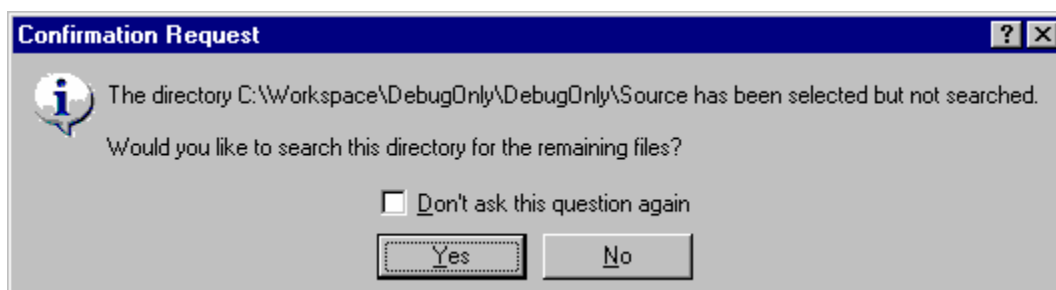 Confirmation Request
The directory C:\Workspace\DebugOnly\DebugOnly\Source has been selected but not searched.
Would you like to search this directory for the remaining files?
Don't ask this question again
Yes No